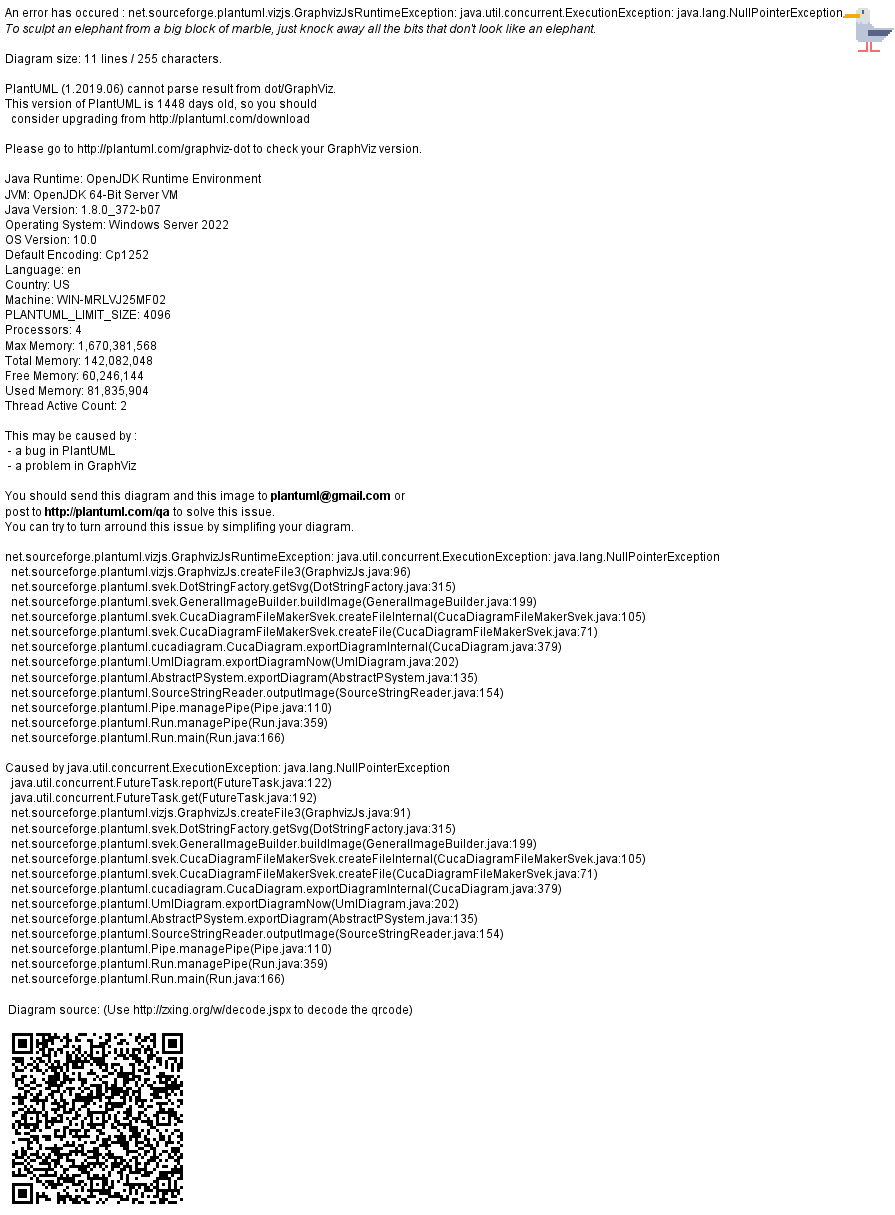 An error has occured : net.sourceforge.plantuml.vizjs.GraphvizJsRuntimeException: java.util.concurrent.ExecutionException: java.lang.NullPointerException
To sculpt an elephant from a big block of marble, just knock away all the bits that don't look like an elephant.
Diagram size: 11 lines / 255 characters.
PlantUML (1.2019.06) cannot parse result from dot/GraphViz.
This version of PlantUML is 1448 days old, so you should
consider upgrading from http://plantuml.com/download
Please go to http://plantuml.com/graphviz-dot to check your GraphViz version.
Java Runtime: OpenJDK Runtime Environment
JVM: OpenJDK 64-Bit Server VM
Java Version: 1.8.0_372-b07
Operating System: Windows Server 2022
OS Version: 10.0
Default Encoding: Cp1252
Language: en
Country: US
Machine: WIN-MRLVJ25MF02
PLANTUML_LIMIT_SIZE: 4096
Processors: 4
Max Memory: 1,670,381,568
Total Memory: 142,082,048
Free Memory: 60,246,144
Used Memory: 81,835,904
Thread Active Count: 2
This may be caused by :
- a bug in PlantUML
- a problem in GraphViz
You should send this diagram and this image to plantuml@gmail.com or
post to http://plantuml.com/qa to solve this issue.
You can try to turn arround this issue by simplifing your diagram.
net.sourceforge.plantuml.vizjs.GraphvizJsRuntimeException: java.util.concurrent.ExecutionException: java.lang.NullPointerException
net.sourceforge.plantuml.vizjs.GraphvizJs.createFile3(GraphvizJs.java:96)
net.sourceforge.plantuml.svek.DotStringFactory.getSvg(DotStringFactory.java:315)
net.sourceforge.plantuml.svek.GeneralImageBuilder.buildImage(GeneralImageBuilder.java:199)
net.sourceforge.plantuml.svek.CucaDiagramFileMakerSvek.createFileInternal(CucaDiagramFileMakerSvek.java:105)
net.sourceforge.plantuml.svek.CucaDiagramFileMakerSvek.createFile(CucaDiagramFileMakerSvek.java:71)
net.sourceforge.plantuml.cucadiagram.CucaDiagram.exportDiagramInternal(CucaDiagram.java:379)
net.sourceforge.plantuml.UmlDiagram.exportDiagramNow(UmlDiagram.java:202)
net.sourceforge.plantuml.AbstractPSystem.exportDiagram(AbstractPSystem.java:135)
net.sourceforge.plantuml.SourceStringReader.outputImage(SourceStringReader.java:154)
net.sourceforge.plantuml.Pipe.managePipe(Pipe.java:110)
net.sourceforge.plantuml.Run.managePipe(Run.java:359)
net.sourceforge.plantuml.Run.main(Run.java:166)
Caused by java.util.concurrent.ExecutionException: java.lang.NullPointerException
java.util.concurrent.FutureTask.report(FutureTask.java:122)
java.util.concurrent.FutureTask.get(FutureTask.java:192)
net.sourceforge.plantuml.vizjs.GraphvizJs.createFile3(GraphvizJs.java:91)
net.sourceforge.plantuml.svek.DotStringFactory.getSvg(DotStringFactory.java:315)
net.sourceforge.plantuml.svek.GeneralImageBuilder.buildImage(GeneralImageBuilder.java:199)
net.sourceforge.plantuml.svek.CucaDiagramFileMakerSvek.createFileInternal(CucaDiagramFileMakerSvek.java:105)
net.sourceforge.plantuml.svek.CucaDiagramFileMakerSvek.createFile(CucaDiagramFileMakerSvek.java:71)
net.sourceforge.plantuml.cucadiagram.CucaDiagram.exportDiagramInternal(CucaDiagram.java:379)
net.sourceforge.plantuml.UmlDiagram.exportDiagramNow(UmlDiagram.java:202)
net.sourceforge.plantuml.AbstractPSystem.exportDiagram(AbstractPSystem.java:135)
net.sourceforge.plantuml.SourceStringReader.outputImage(SourceStringReader.java:154)
net.sourceforge.plantuml.Pipe.managePipe(Pipe.java:110)
net.sourceforge.plantuml.Run.managePipe(Run.java:359)
net.sourceforge.plantuml.Run.main(Run.java:166)
Diagram source: (Use http://zxing.org/w/decode.jspx to decode the qrcode)